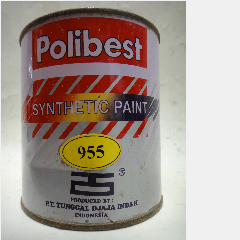 Polibest
SYNTHETIC PAINT
955
®
PRODUCED BY :
P.T. TUNGGAL DJAJA INDAH
INDONESIA